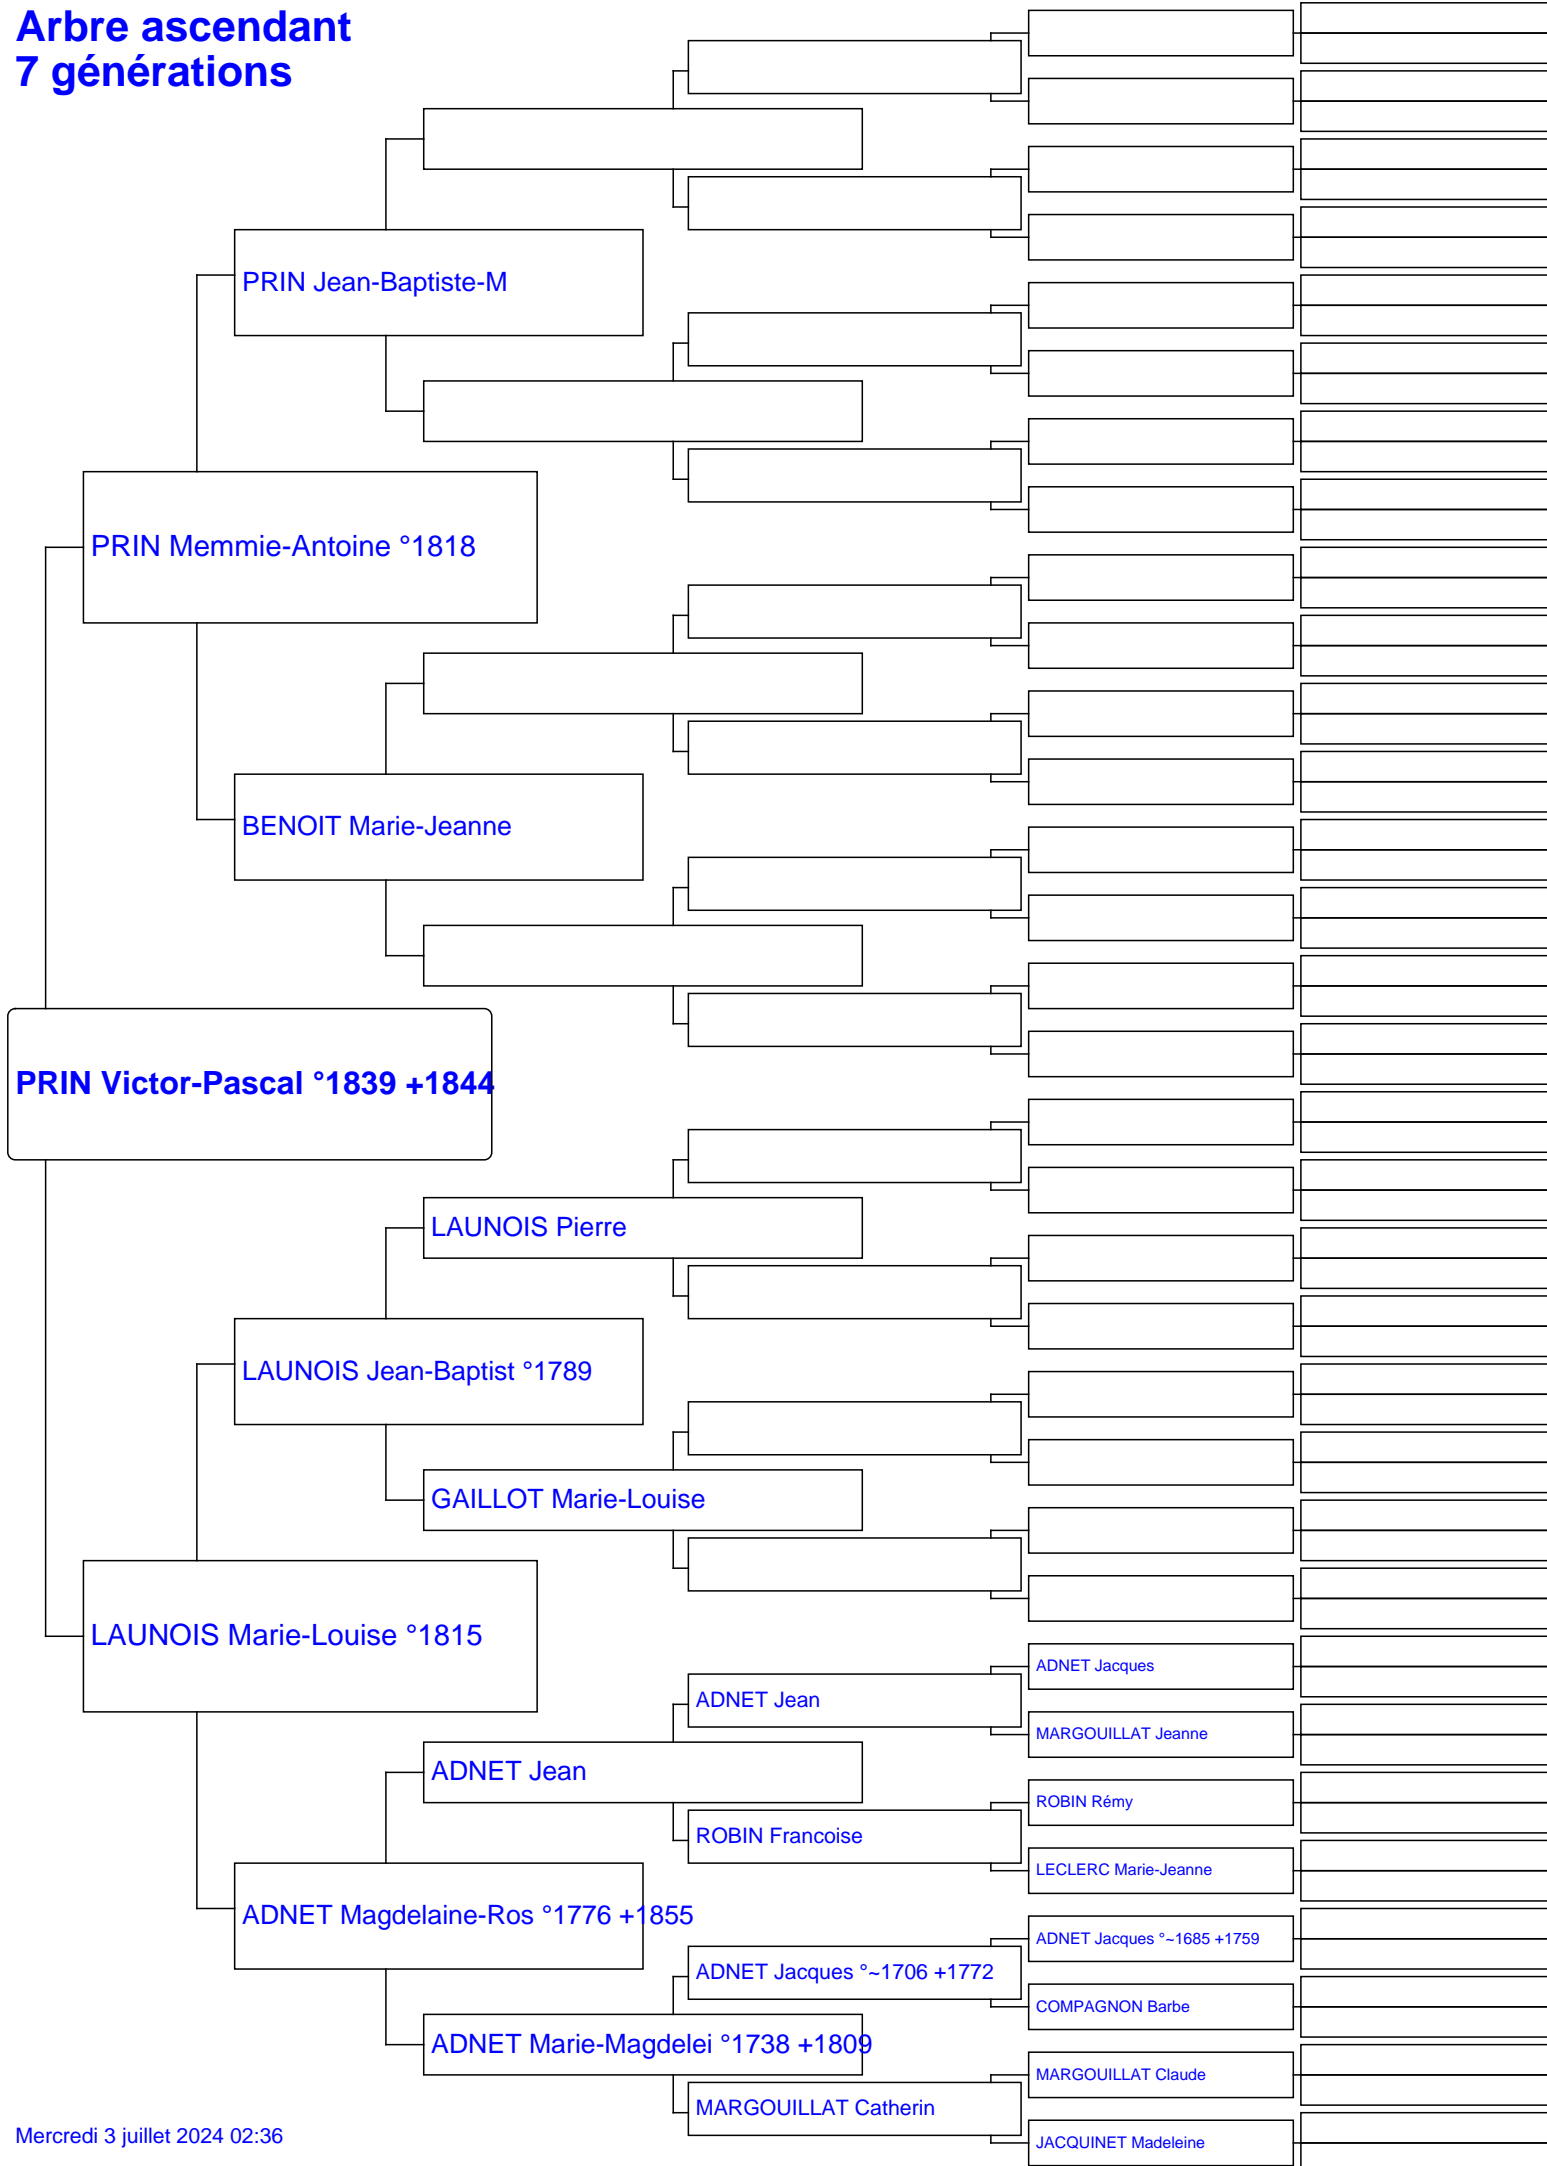 Arbre ascendant
7 générations
PRIN Jean-Baptiste-M
PRIN Memmie-Antoine °1818
BENOIT Marie-Jeanne
PRIN Victor-Pascal °1839 +1844
LAUNOIS Pierre
LAUNOIS Jean-Baptist °1789
GAILLOT Marie-Louise
LAUNOIS Marie-Louise °1815
ADNET Jacques
ADNET Jean
MARGOUILLAT Jeanne
ADNET Jean
ROBIN Rémy
ROBIN Francoise
LECLERC Marie-Jeanne
ADNET Magdelaine-Ros °1776 +1855
ADNET Jacques °~1685 +1759
ADNET Jacques °~1706 +1772
COMPAGNON Barbe
ADNET Marie-Magdelei °1738 +1809
MARGOUILLAT Claude
MARGOUILLAT Catherin
JACQUINET Madeleine
Mercredi 3 juillet 2024 02:36